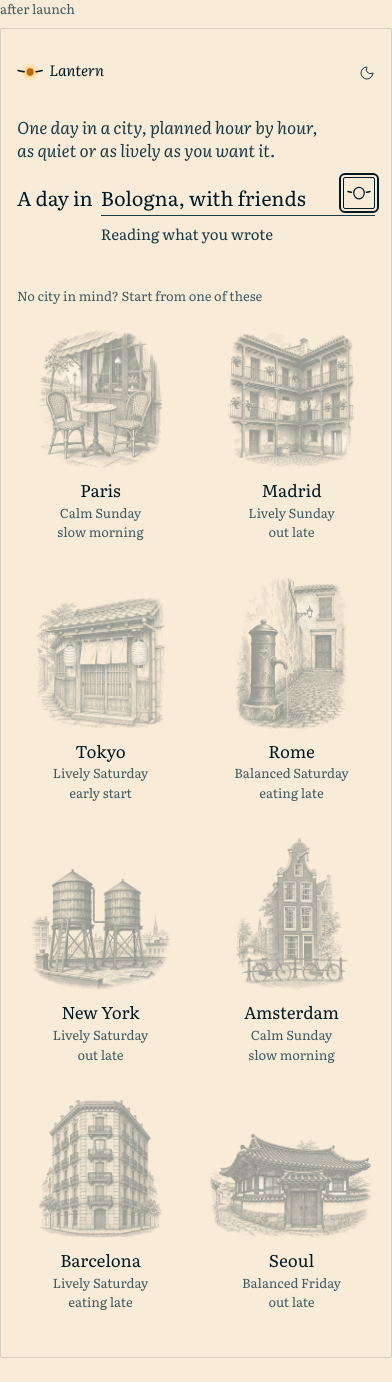 after launch
Lantern
One day in a city, planned hour by hour,
as quiet or as lively as you want it.
A day in Bologna, with friends
Reading what you wrote
No city in mind? Start from one of these
Paris
Calm Sunday
slow morning
Madrid
Lively Sunday
out late
Tokyo
Lively Saturday
early start
Rome
Balanced Saturday
eating late
New York
Lively Saturday
out late
Amsterdam
Calm Sunday
slow morning
Barcelona
Lively Saturday
eating late
Seoul
Balanced Friday
out late